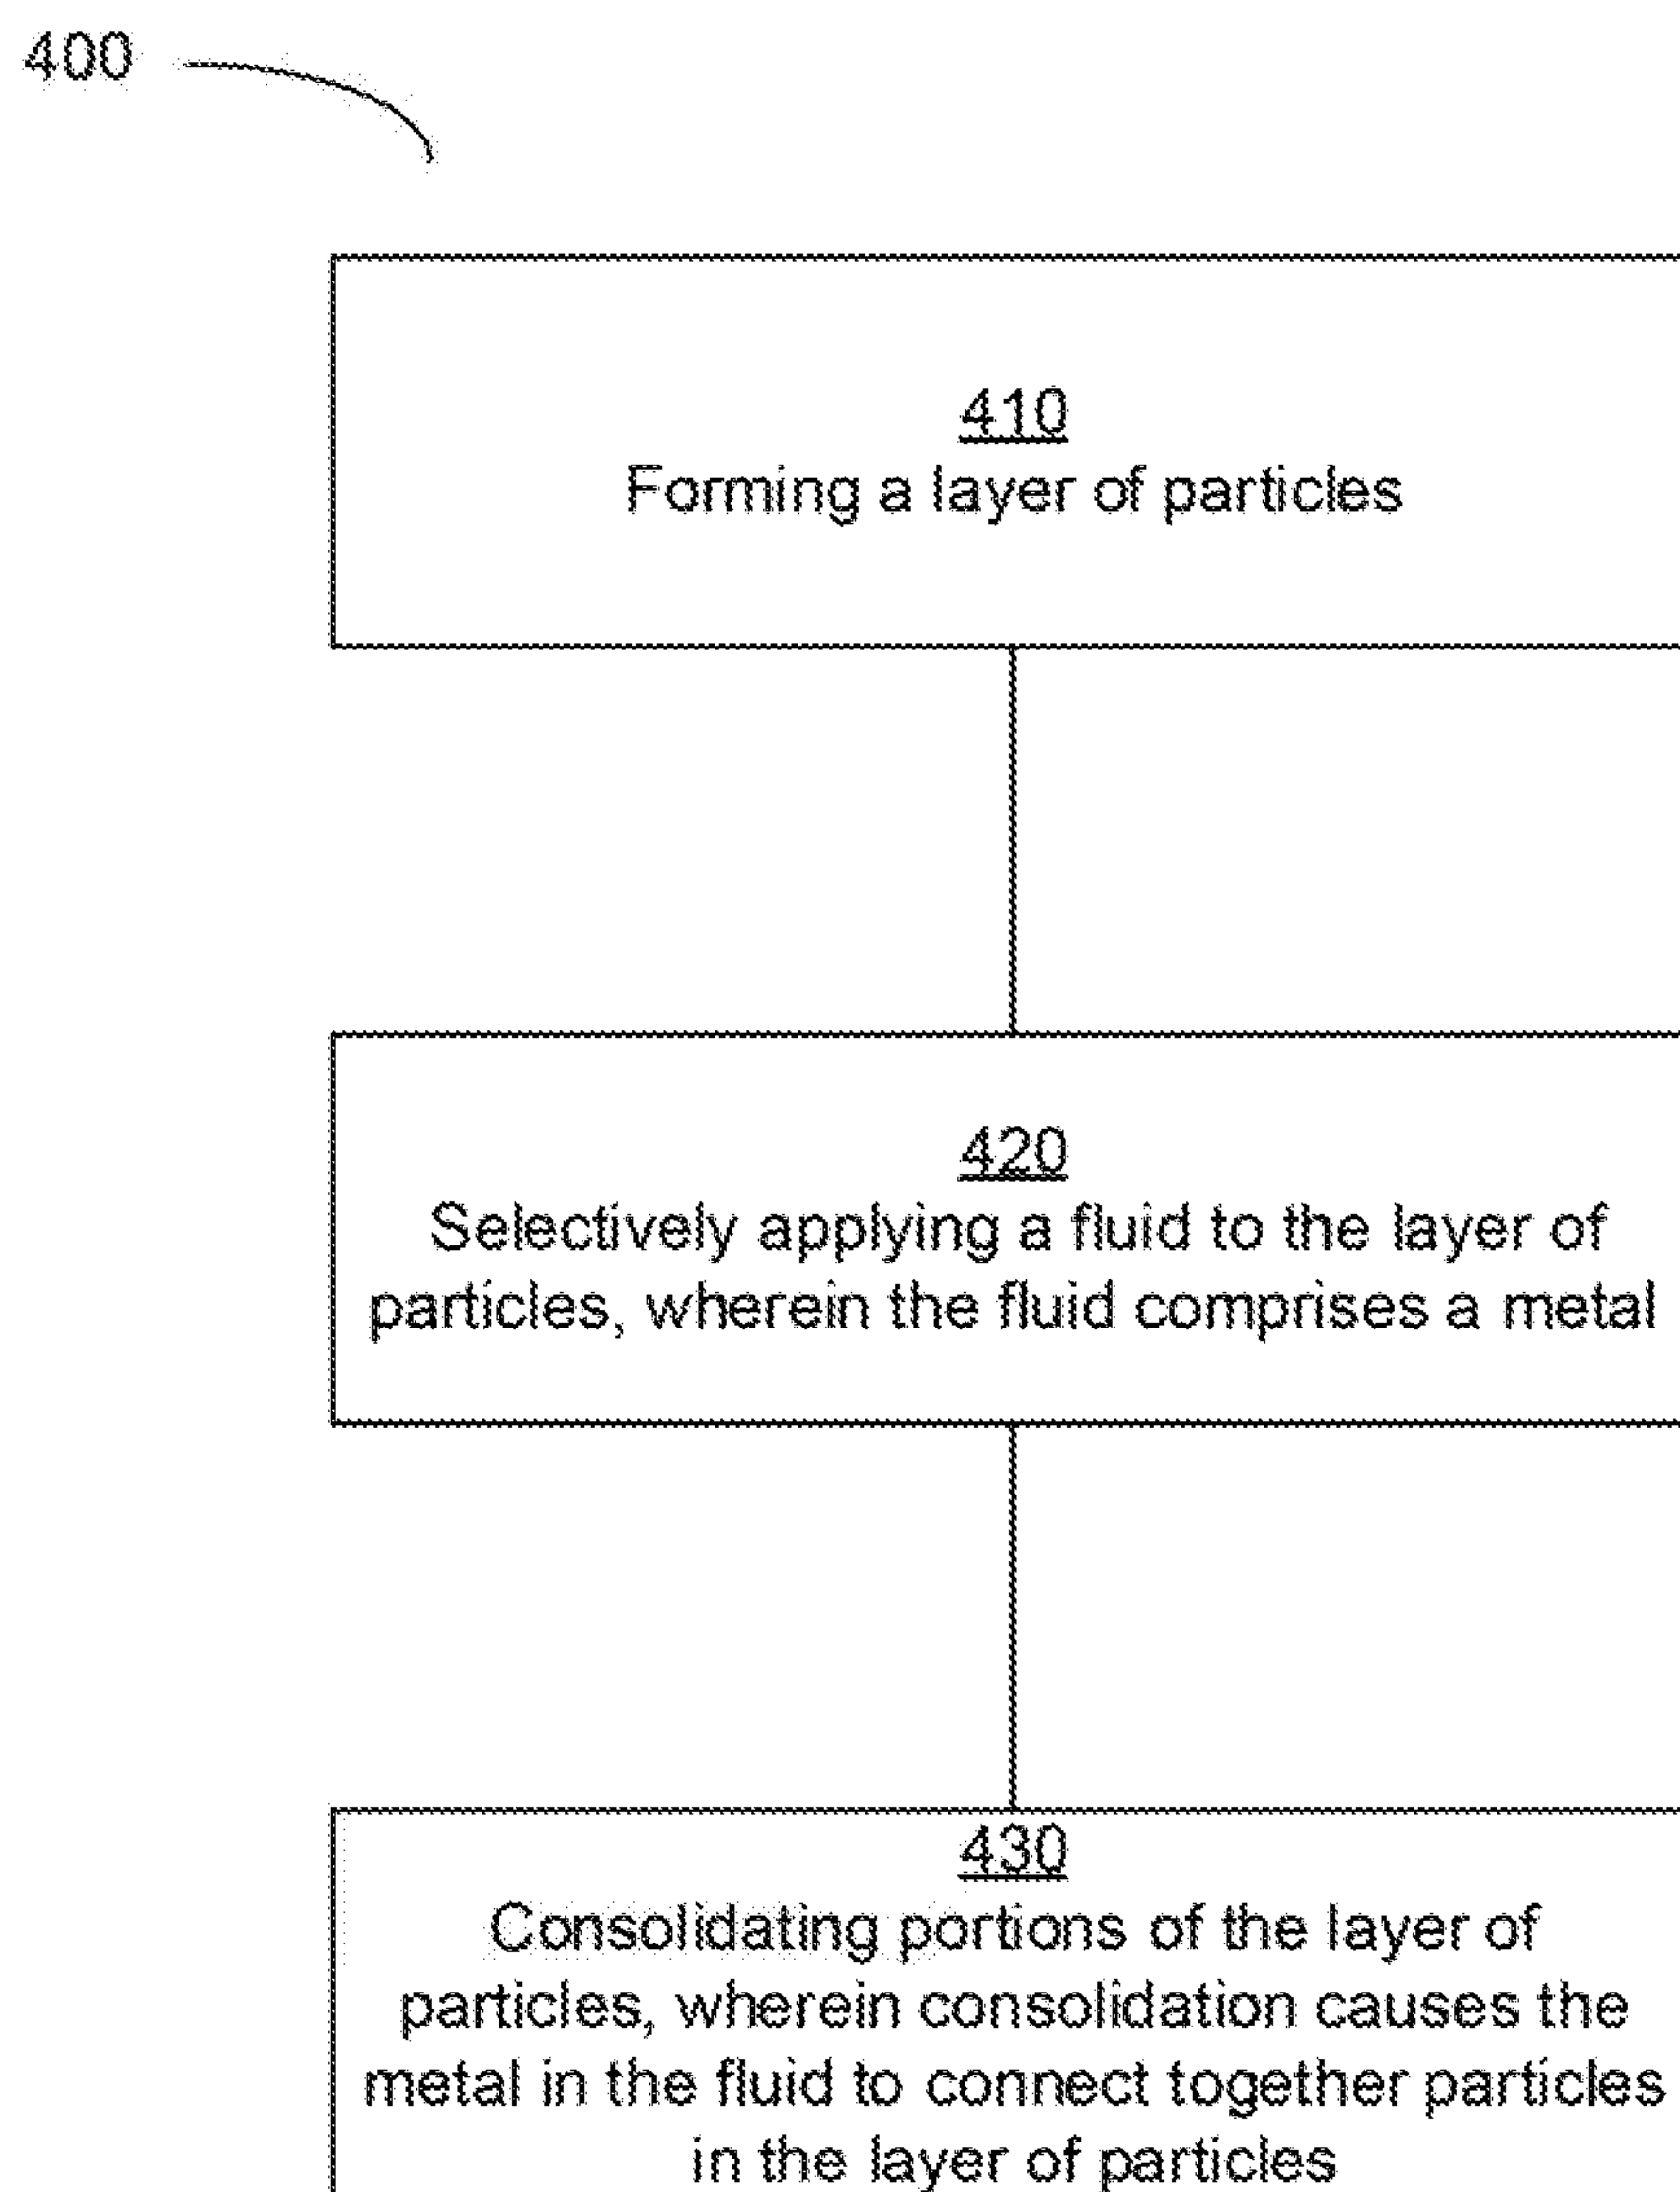 400
410
Forming a layer of particles
420
Selectively applying a fluid to the layer of
particles, wherein the fluid comprises a metal
430
Consolidating portions of the layer of
particles, wherein consolidation causes the
metal in the fluid to connect together particles
in the layer of particles